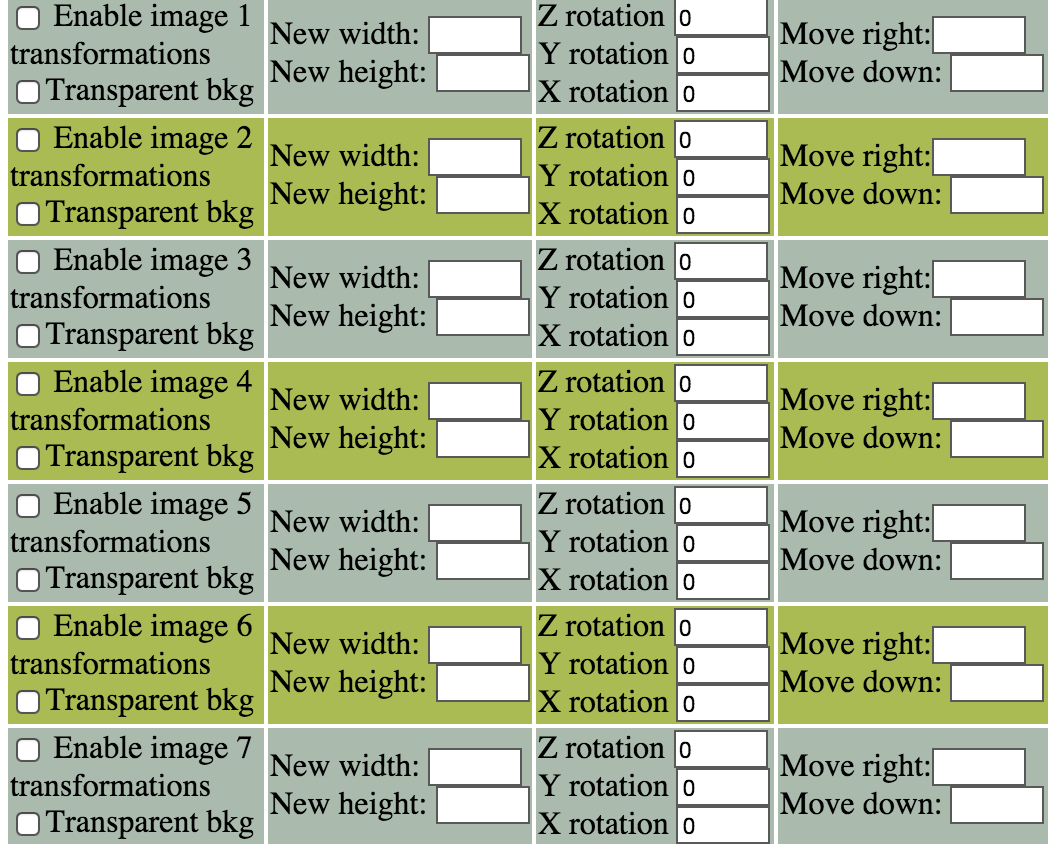 Enable image 1
transformations
Transparent bkg
New width:
New height:
Z rotation 0
Y rotation 0
X rotation 0
Move right:
Move down:
Enable image 2
transformations
Transparent bkg
New width:
New height:
Z rotation 0
Y rotation 0
X rotation 0
Move right:
Move down:
Enable image 3
transformations
Transparent bkg
New width:
New height:
Z rotation 0
Y rotation 0
X rotation 0
Move right:
Move down:
Enable image 4
transformations
Transparent bkg
New width:
New height:
Z rotation 0
Y rotation 0
X rotation 0
Move right:
Move down:
Enable image 5
transformations
Transparent bkg
New width:
New height:
Z rotation 0
Y rotation 0
X rotation 0
Move right:
Move down:
Enable image 6
transformations
Transparent bkg
New width:
New height:
Z rotation 0
Y rotation 0
X rotation 0
Move right:
Move down:
Enable image 7
transformations
Transparent bkg
New width:
New height:
Z rotation 0
Y rotation 0
X rotation 0
Move right:
Move down: